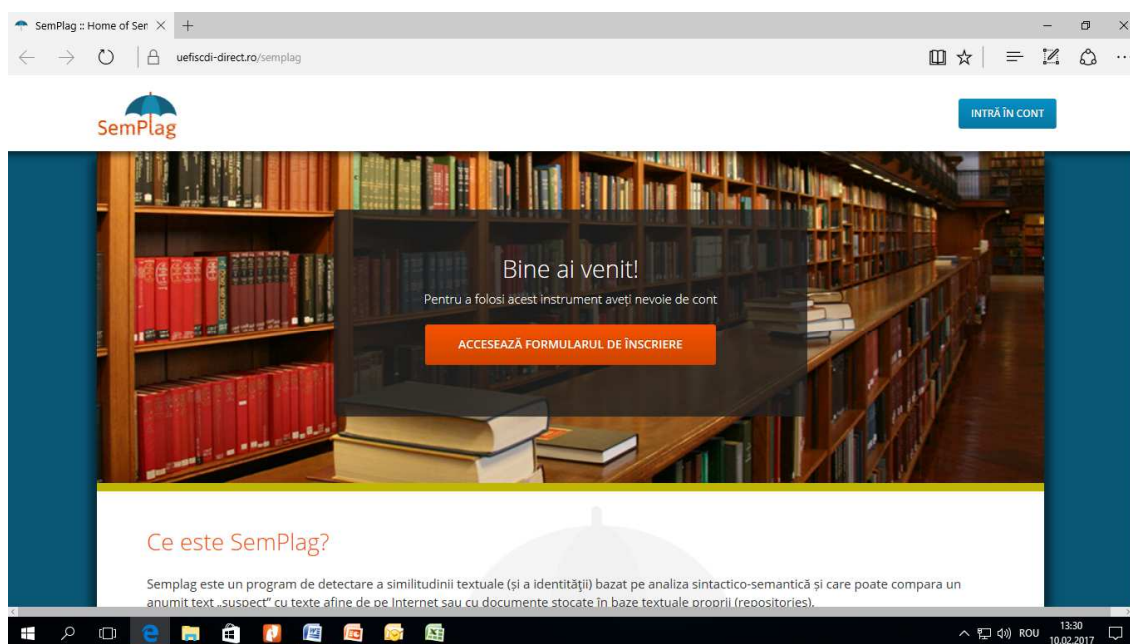 SemPlag :: Home of Sen
uefiscdi-direct.ro/semplag
SemPlag
INTRĂ ÎN CONT
Bine ai venit!
Pentru a folosi acest instrument aveți nevoie de cont
ACCESEAZĂ FORMULARUL DE ÎNSCRIERE
Ce este SemPlag?
Semplag este un program de detectare a similitudinii textuale (și a identității) bazat pe analiza sintactico-semantică și care poate compara un
anumit text „suspect” cu texte afine de pe Internet sau cu documente stocate în baze textuale proprii (repositories).
ROU
13:30
10.02.2017